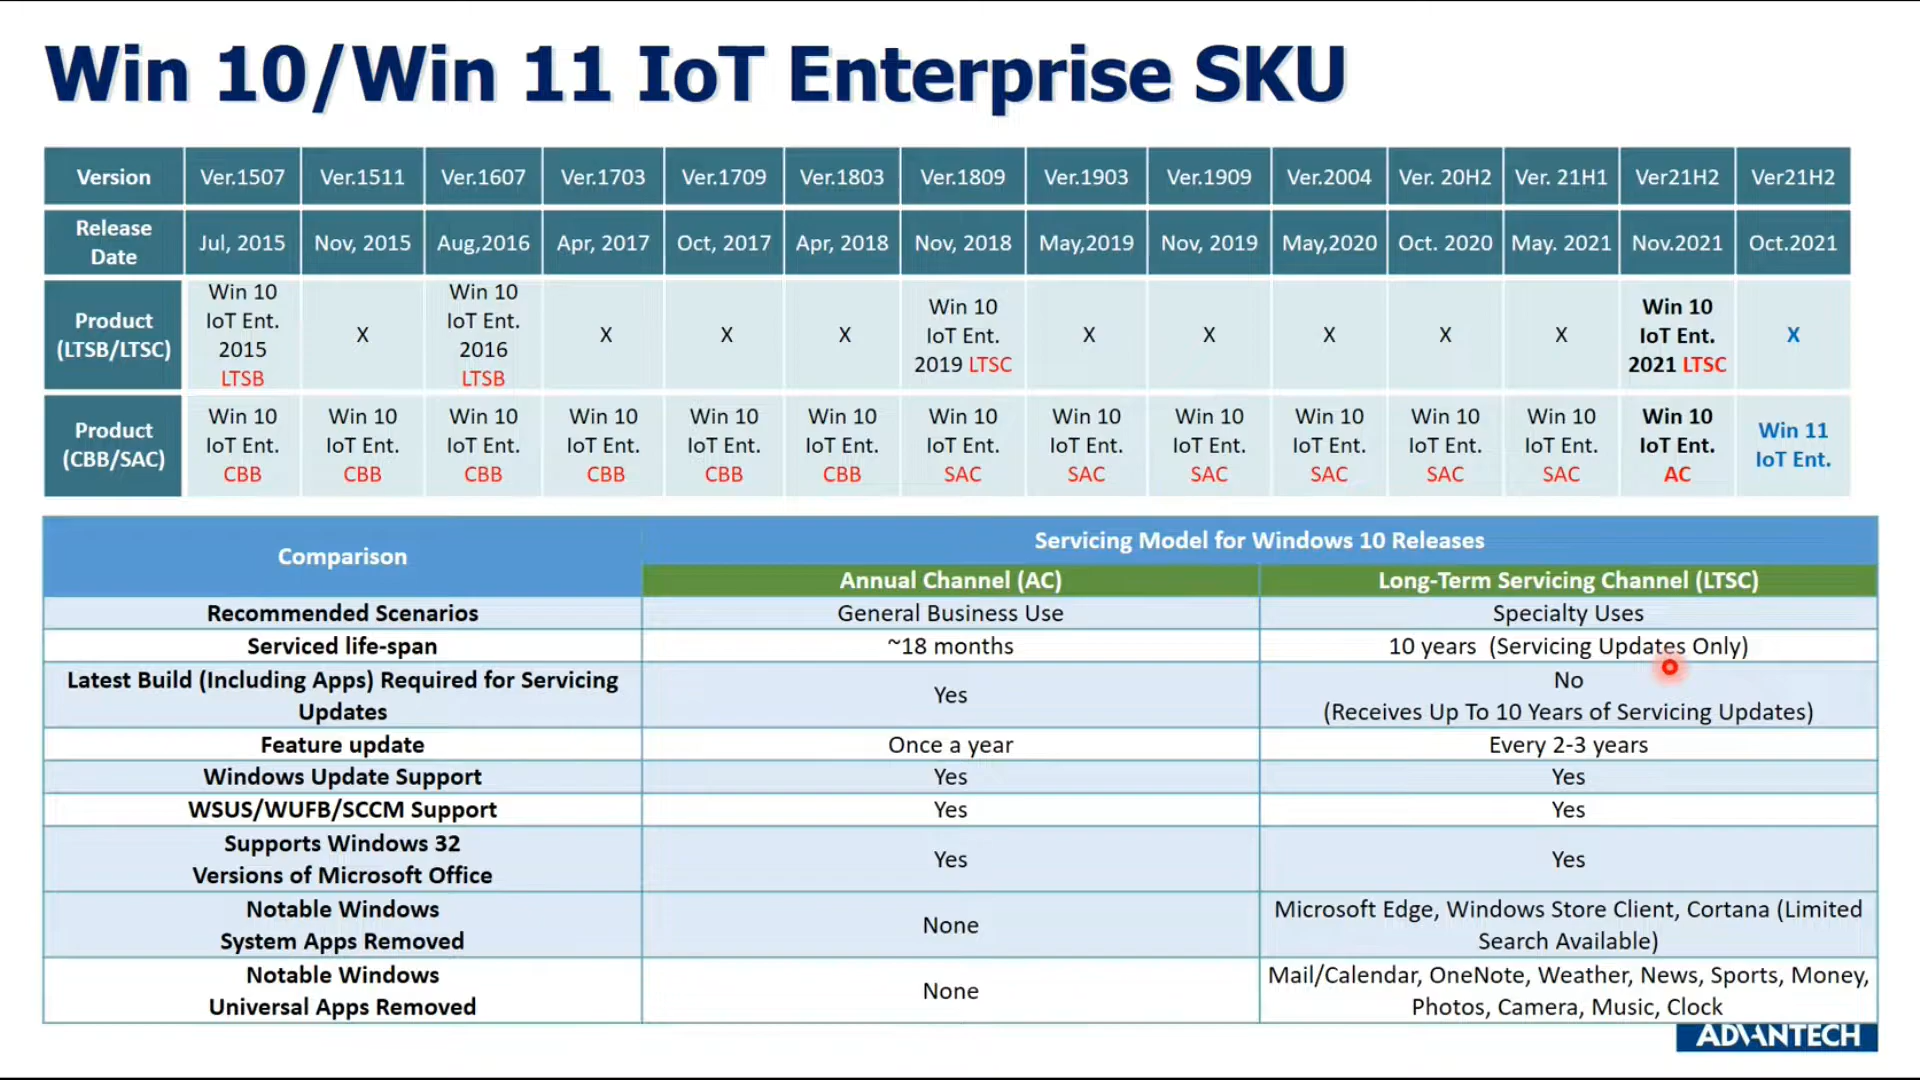 Win 10/Win 11 IoT Enterprise SKU
Version Ver.1507 Ver.1511 Ver.1607 Ver.1703 Ver.1709 Ver.1803 Ver.1809 Ver.1903 Ver.1909 Ver.2004 Ver. 20H2 Ver. 21H1 Ver21H2 Ver21H2
Release Date Jul, 2015 Nov, 2015 Aug,2016 Apr, 2017 Oct, 2017 Apr, 2018 Nov, 2018 May,2019 Nov, 2019 May,2020 Oct. 2020 May. 2021 Nov.2021 Oct.2021
Product (LTSB/LTSC) Win 10 IoT Ent. 2015 LTSB X Win 10 IoT Ent. 2016 LTSB X X X Win 10 IoT Ent. 2019 LTSC X X X X X Win 10 IoT Ent. 2021 LTSC X
Product (CBB/SAC) Win 10 IoT Ent. CBB Win 10 IoT Ent. CBB Win 10 IoT Ent. CBB Win 10 IoT Ent. CBB Win 10 IoT Ent. CBB Win 10 IoT Ent. CBB Win 10 IoT Ent. SAC Win 10 IoT Ent. SAC Win 10 IoT Ent. SAC Win 10 IoT Ent. SAC Win 10 IoT Ent. SAC Win 10 IoT Ent. SAC Win 10 IoT Ent. AC Win 11 IoT Ent.
Comparison Servicing Model for Windows 10 Releases
Annual Channel (AC) Long-Term Servicing Channel (LTSC)
Recommended Scenarios General Business Use Specialty Uses
Serviced life-span ~18 months 10 years (Servicing Updates Only)
Latest Build (Including Apps) Required for Servicing Updates Yes No (Receives Up To 10 Years of Servicing Updates)
Feature update Once a year Every 2-3 years
Windows Update Support Yes Yes
WSUS/WUFB/SCCM Support Yes Yes
Supports Windows 32 Versions of Microsoft Office Yes Yes
Notable Windows System Apps Removed None Microsoft Edge, Windows Store Client, Cortana (Limited Search Available)
Notable Windows Universal Apps Removed None Mail/Calendar, OneNote, Weather, News, Sports, Money, Photos, Camera, Music, Clock
ADVANTECH